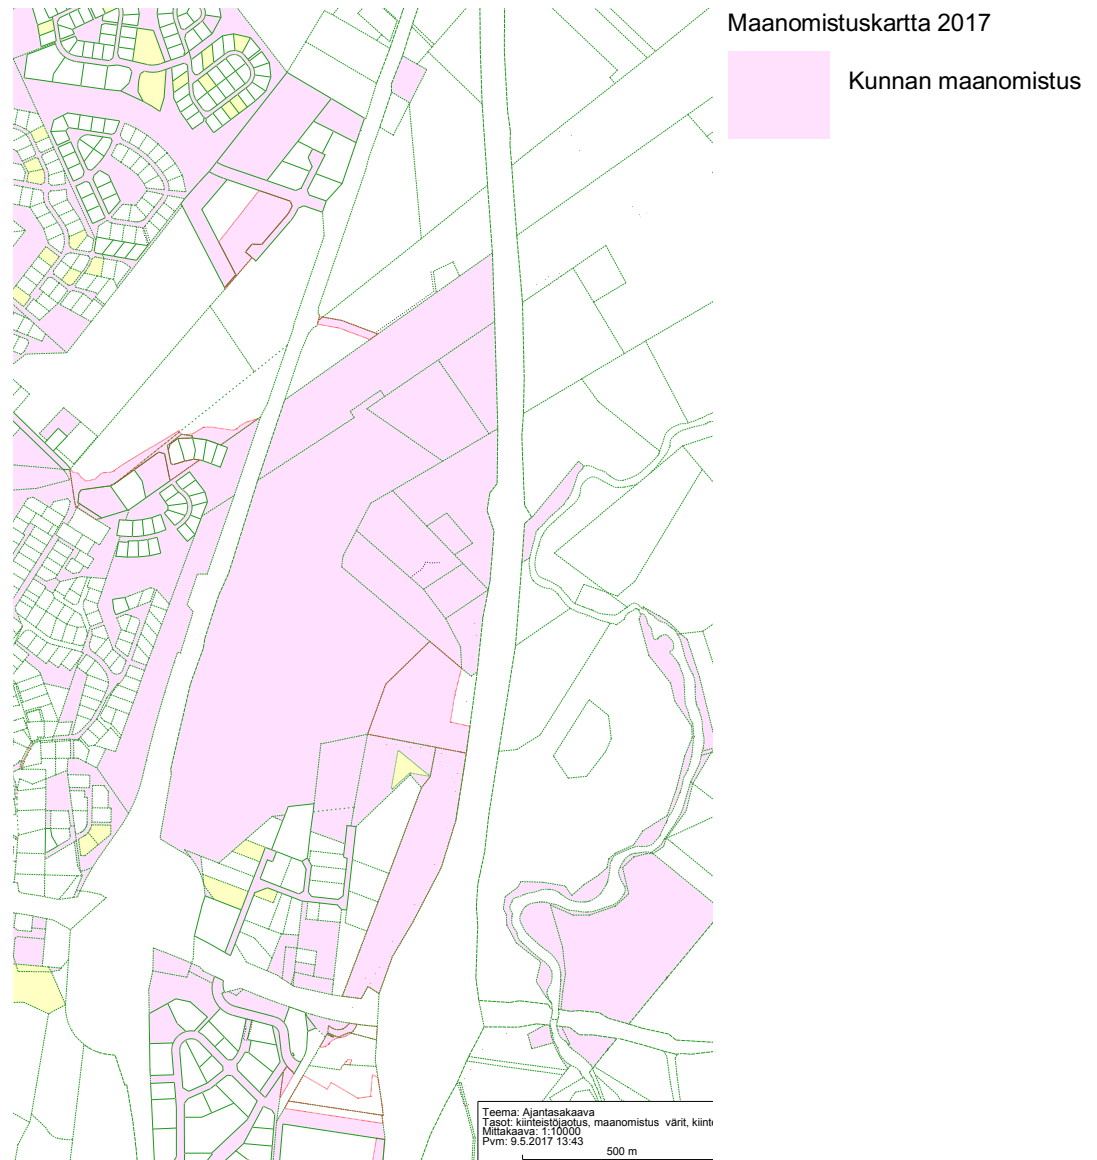 Maanomistuskartta 2017
Kunnan maanomistus
Teema: Ajantasakaava
Tasot: kiinteistöjaotus, maanomistus värit, kiinte
Mittakaava: 1:10000
Pvm: 9.5.2017 13:43
500 m